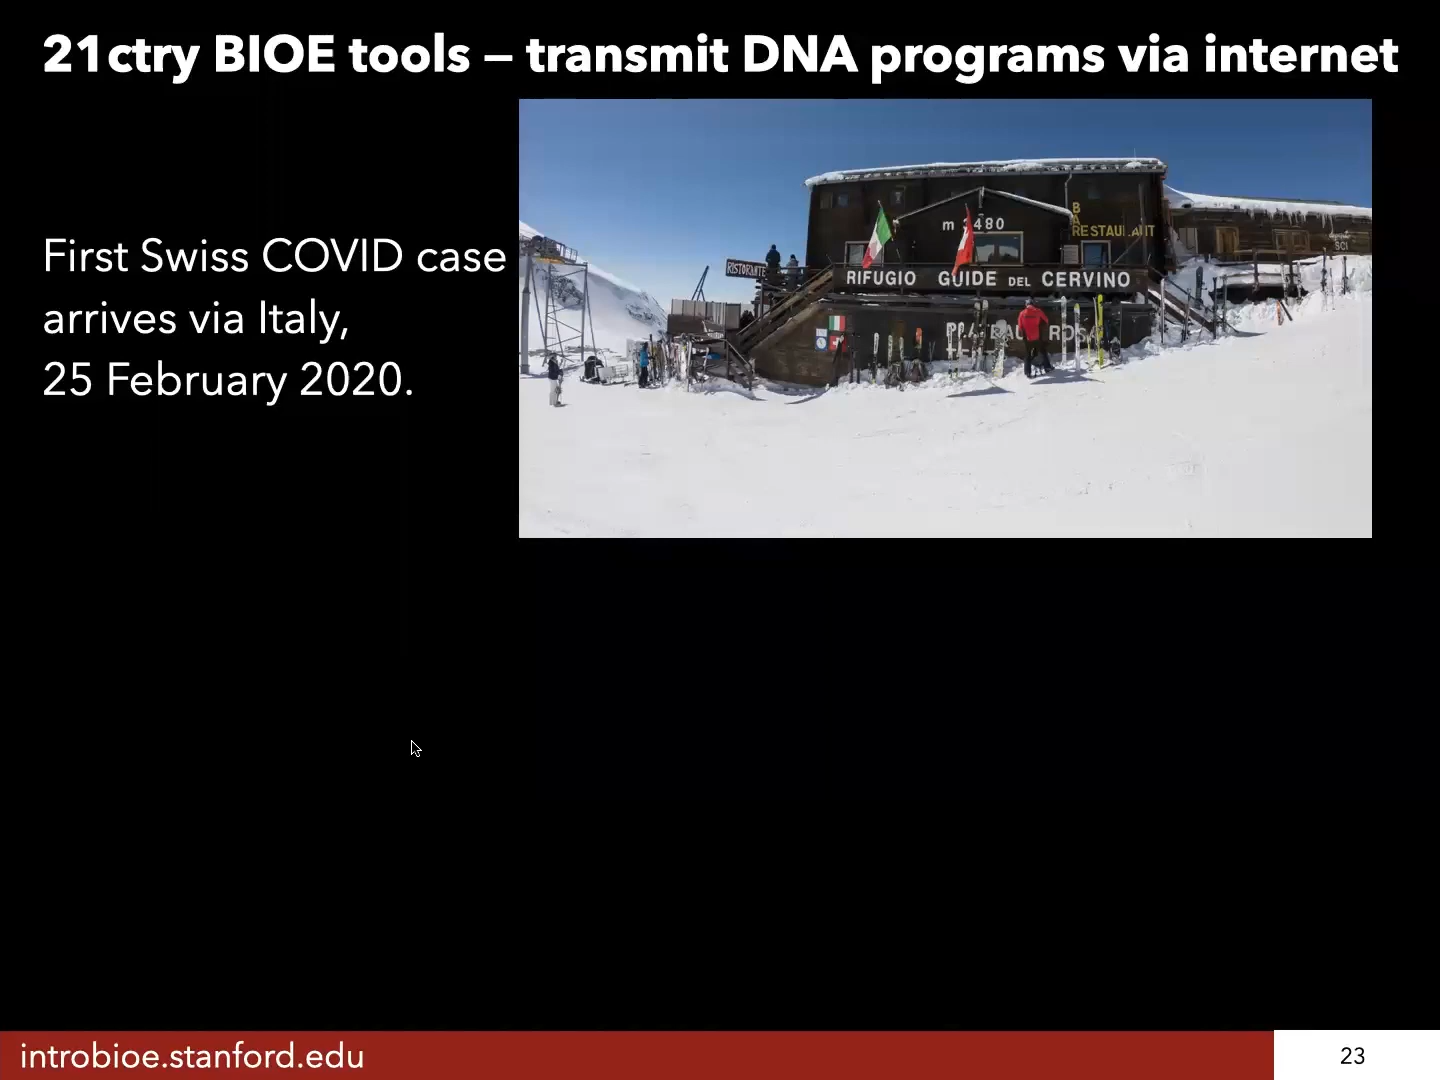 21ctry BIOE tools – transmit DNA programs via internet
First Swiss COVID case
arrives via Italy,
25 February 2020.
BAR
RESTAURANT
RISTORANTE
RIFUGIO GUIDE DEL CERVINO
introbioe.stanford.edu
23